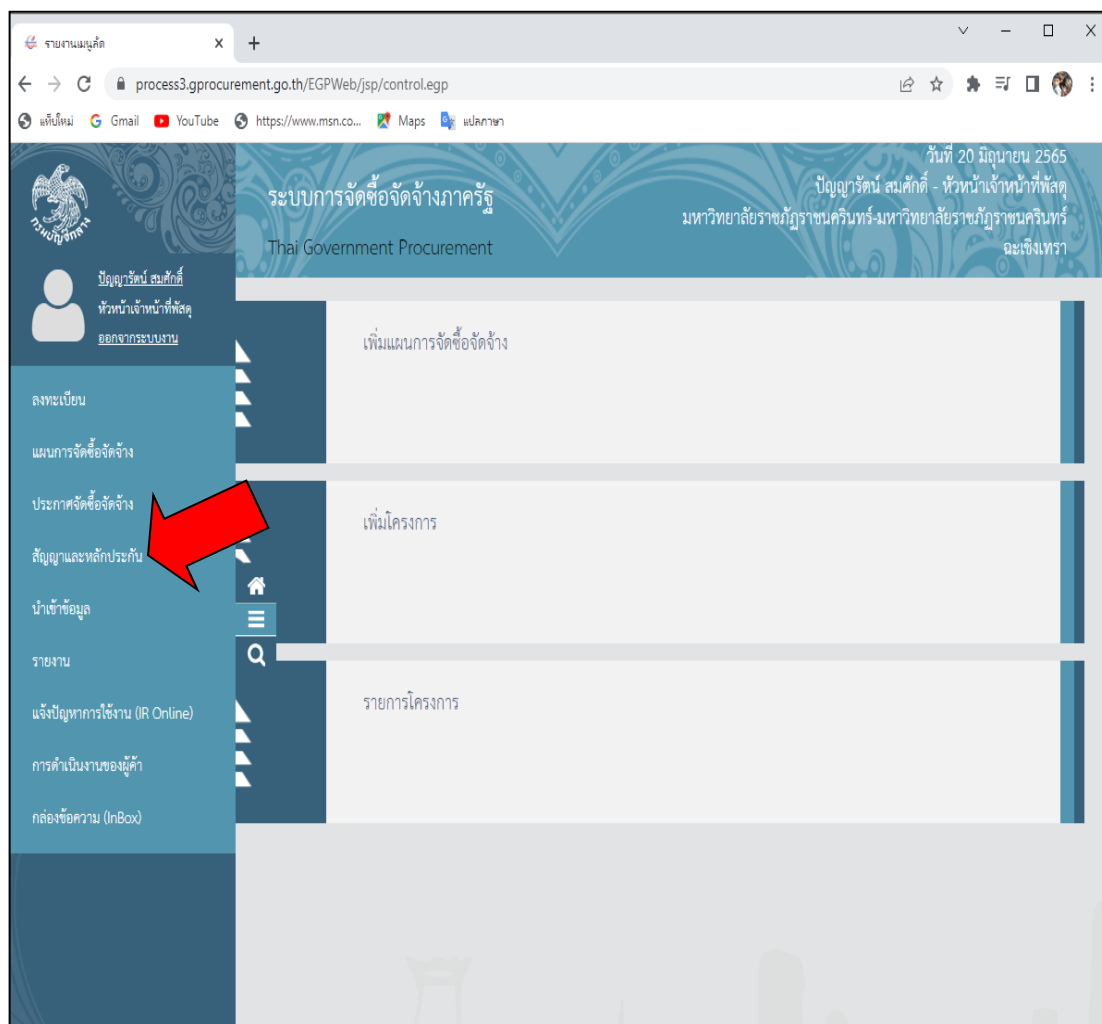 รายงานเมนูลัด
process3.gprocurement.go.th/EGPWeb/jsp/control.egp
แท็บใหม่ Gmail YouTube https://www.msn.co... Maps แปลภาษา
กรมบัญชีกลาง
ระบบการจัดซื้อจัดจ้างภาครัฐ
Thai Government Procurement
วันที่ 20 มิถุนายน 2565
ปัญญารัตน์ สมศักดิ์ - หัวหน้าเจ้าหน้าที่พัสดุ
มหาวิทยาลัยราชภัฏราชนครินทร์-มหาวิทยาลัยราชภัฏราชนครินทร์
ฉะเชิงเทรา
ปัญญารัตน์ สมศักดิ์
หัวหน้าเจ้าหน้าที่พัสดุ
ออกจากระบบงาน
ลงทะเบียน
แผนการจัดซื้อจัดจ้าง
ประกาศจัดซื้อจัดจ้าง
สัญญาและหลักประกัน
นำเข้าข้อมูล
รายงาน
แจ้งปัญหาการใช้งาน (IR Online)
การดำเนินงานของผู้ค้า
กล่องข้อความ (InBox)
เพิ่มแผนการจัดซื้อจัดจ้าง
เพิ่มโครงการ
รายการโครงการ